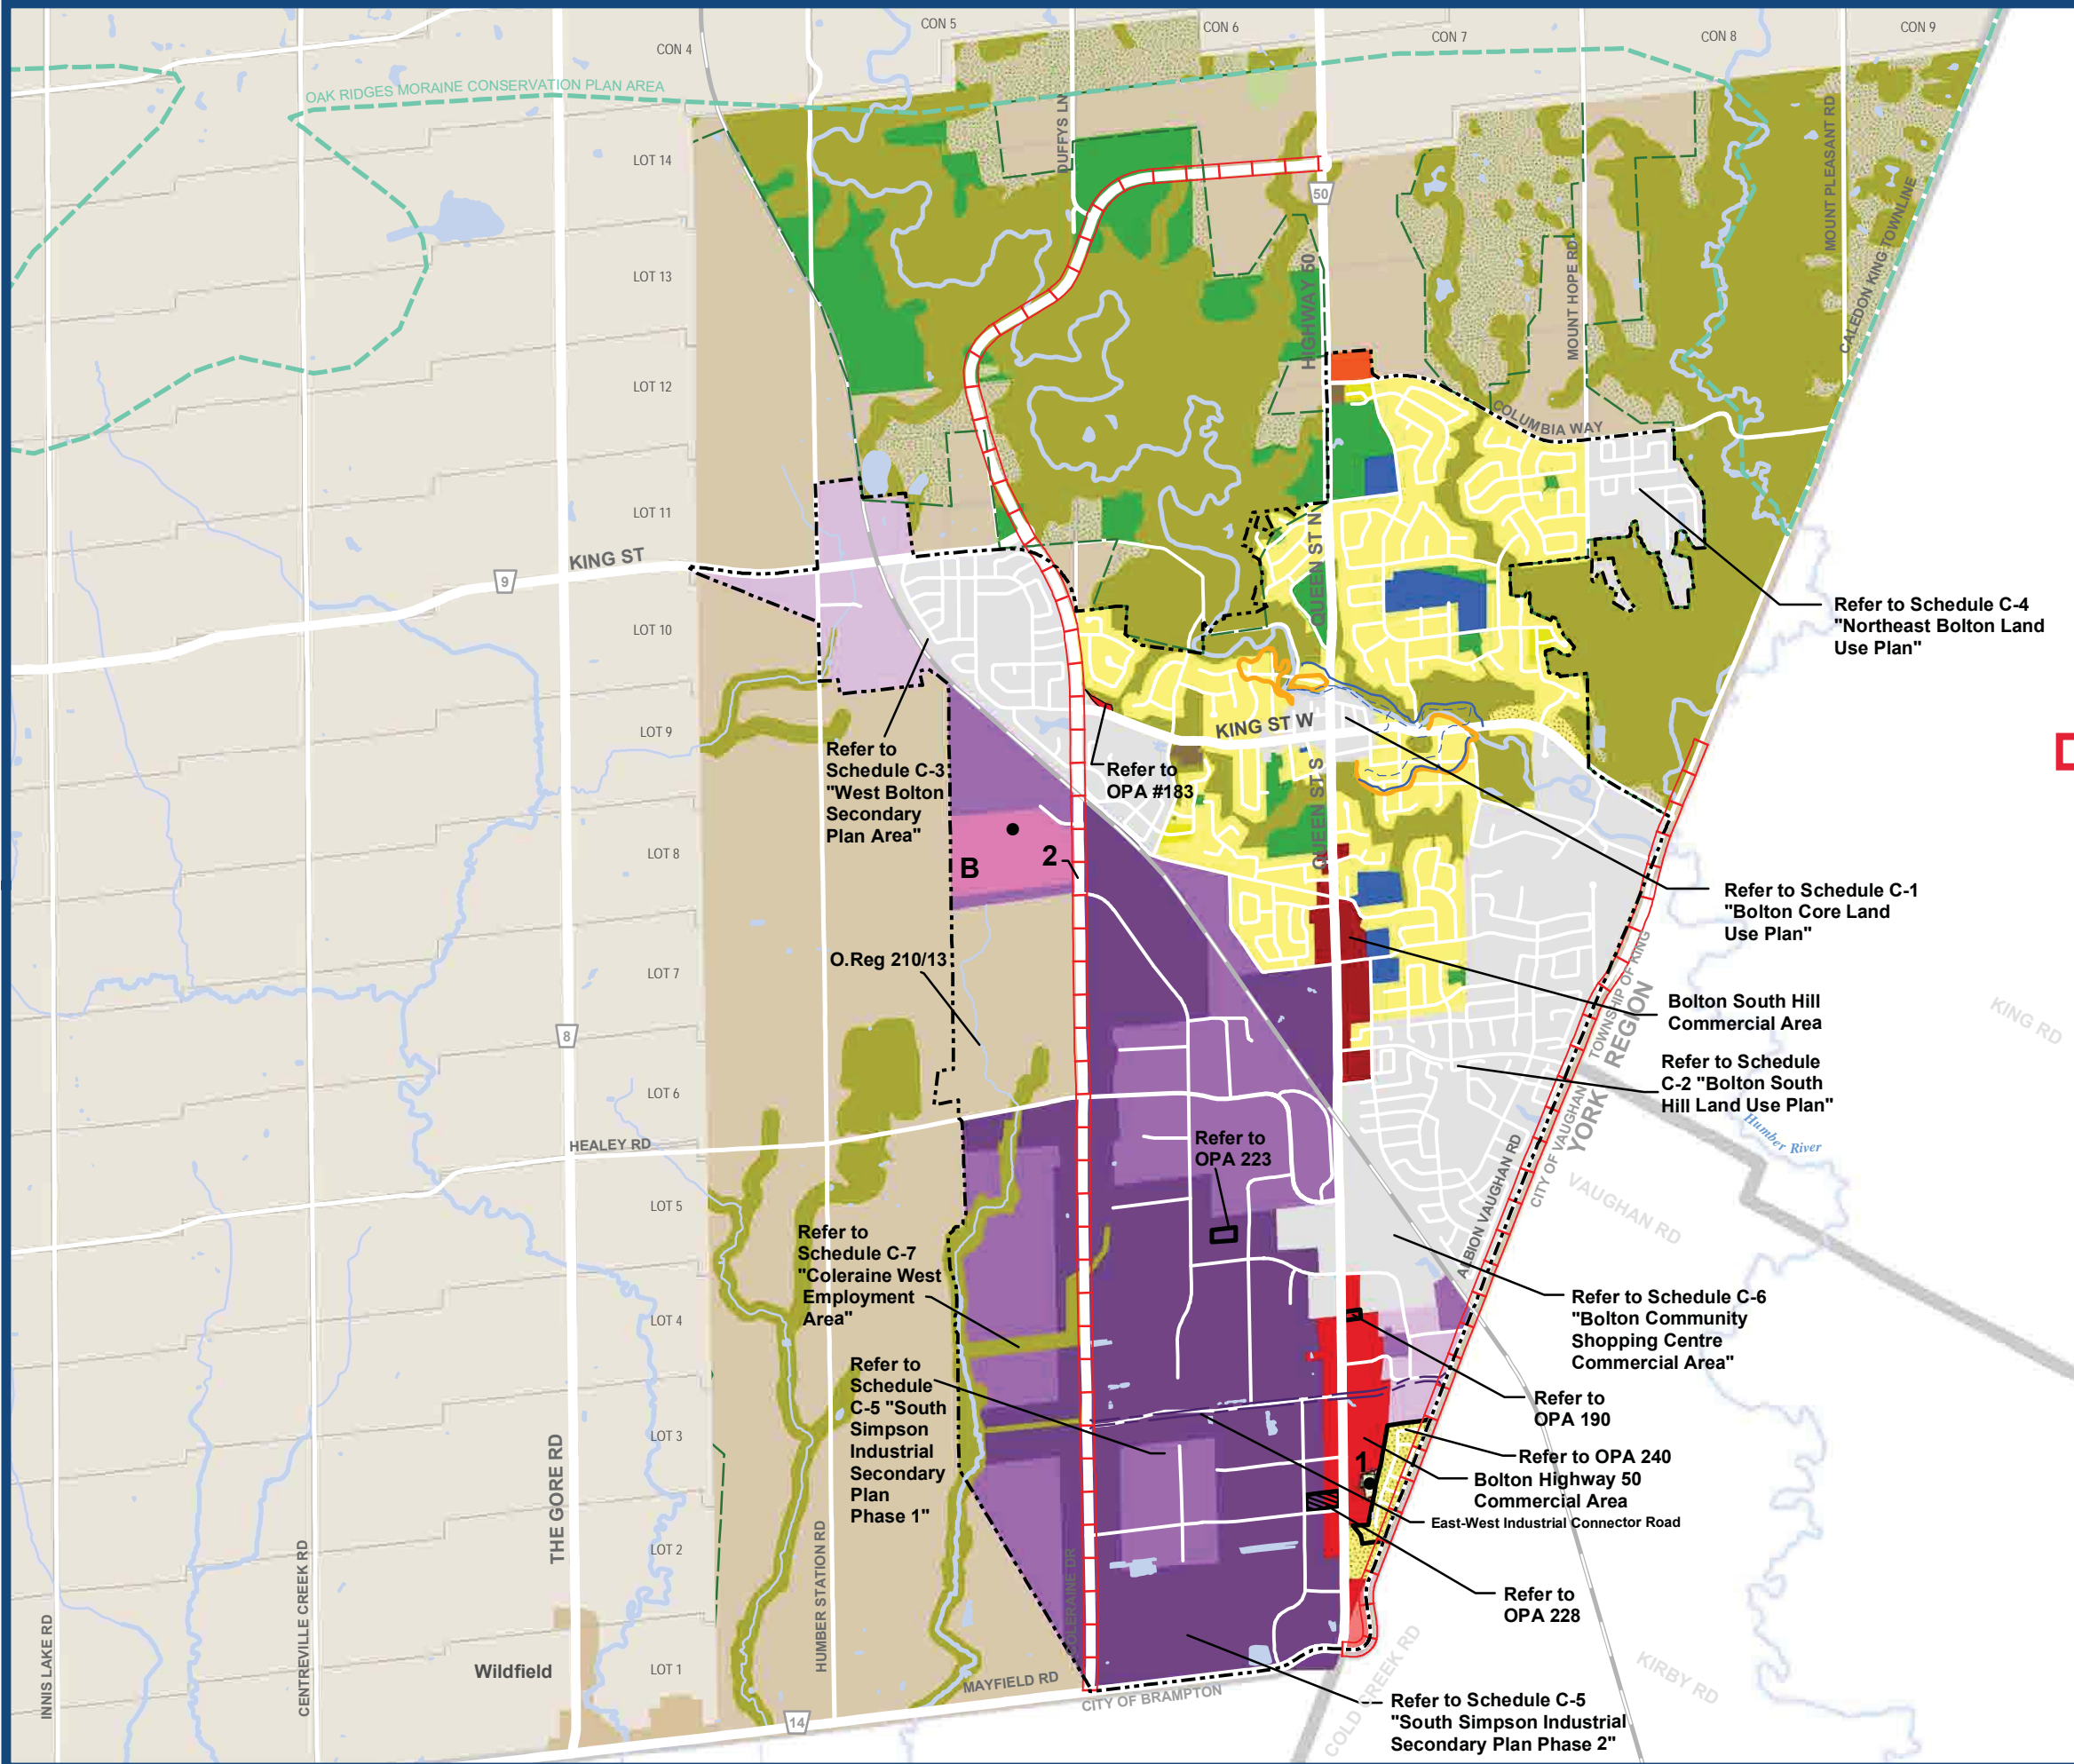 CON 4
CON 5
CON 6
CON 7
CON 8
CON 9
OAK RIDGES MORAINE CONSERVATION PLAN AREA
DUFFYS LN
MOUNT PLEASANT RD
LOT 14
50
CALEDON KING TOWNLINE
MOUNT HOPE RD
HIGHWAY 50
LOT 13
LOT 12
COLUMBIA WAY
LOT 11
QUEEN ST N
KING ST
9
LOT 10
Refer to Schedule C-4
"Northeast Bolton Land
Use Plan"
LOT 9
KING ST W
Refer to
Schedule C-3
"West Bolton
Secondary
Plan Area"
Refer to
OPA #183
QUEEN ST S
LOT 8
B
2
Refer to Schedule C-1
"Bolton Core Land
Use Plan"
O.Reg 210/13
LOT 7
Bolton South Hill
Commercial Area
TOWNSHIP OF KING
YORK REGION
KING RD
8
Refer to Schedule
C-2 "Bolton South
Hill Land Use Plan"
LOT 6
CITY OF VAUGHAN
Humber River
HEALEY RD
Refer to
OPA 223
ALBION VAUGHAN RD
VAUGHAN RD
LOT 5
Refer to
Schedule C-7
"Coleraine West
Employment
Area"
Refer to Schedule C-6
"Bolton Community
Shopping Centre
Commercial Area"
LOT 4
Refer to
Schedule
C-5 "South
Simpson
Industrial
Secondary
Plan
Phase 1"
Refer to
OPA 190
LOT 3
Refer to OPA 240
1
Bolton Highway 50
Commercial Area
East-West Industrial Connector Road
THE GORE RD
LOT 2
HUMBER STATION RD
COLERAINE DR
CENTREVILLE CREEK RD
INNIS LAKE RD
Refer to
OPA 228
Wildfield
LOT 1
MAYFIELD RD
CITY OF BRAMPTON
14
COLD CREEK RD
KIRBY RD
Refer to Schedule C-5
"South Simpson Industrial
Secondary Plan Phase 2"